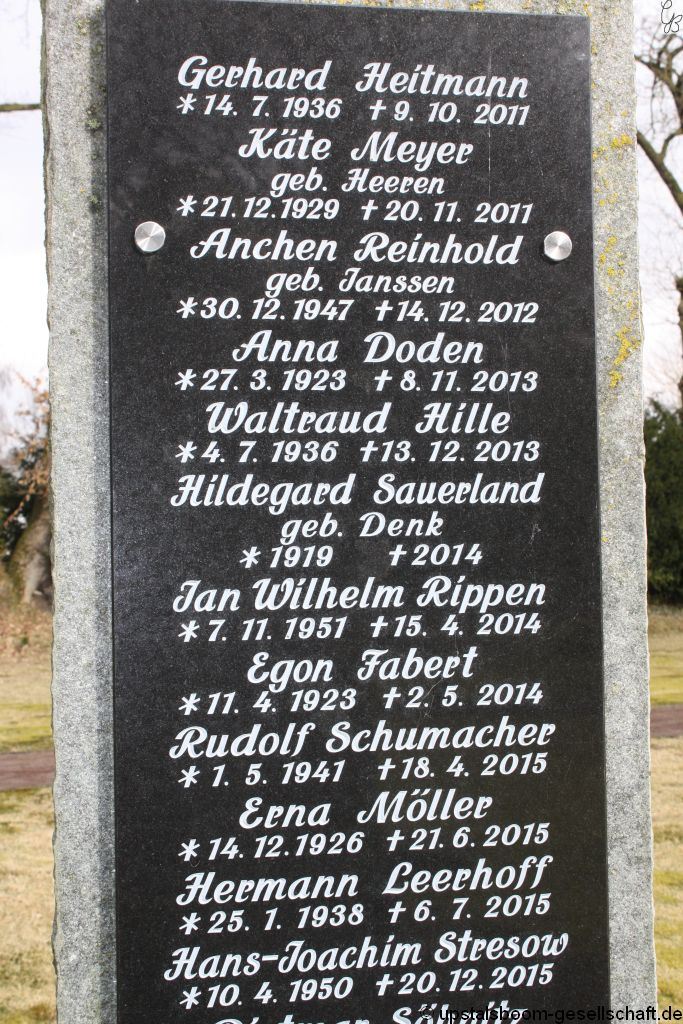 GB
Gerhard Heitmann
* 14. 7. 1936 † 9. 10. 2011
Käte Meyer
geb. Heeren
* 21. 12. 1929 † 20. 11. 2011
Anchen Reinhold
geb. Janssen
* 30. 12. 1947 † 14. 12. 2012
Anna Doden
* 27. 3. 1923 † 8. 11. 2013
Waltraud Hille
* 4. 7. 1936 † 13. 12. 2013
Hildegard Sauerland
geb. Denk
* 1919 † 2014
Jan Wilhelm Rippen
* 7. 11. 1951 † 15. 4. 2014
Egon Fabert
* 11. 4. 1923 † 2. 5. 2014
Rudolf Schumacher
* 1. 5. 1941 † 18. 4. 2015
Erna Möller
* 14. 12. 1926 † 21. 6. 2015
Hermann Leerhoff
* 25. 1. 1938 † 6. 7. 2015
Hans-Joachim Stresow
* 10. 4. 1950 † 20. 12. 2015
Dietmar
© upstalsboom-gesellschaft.de